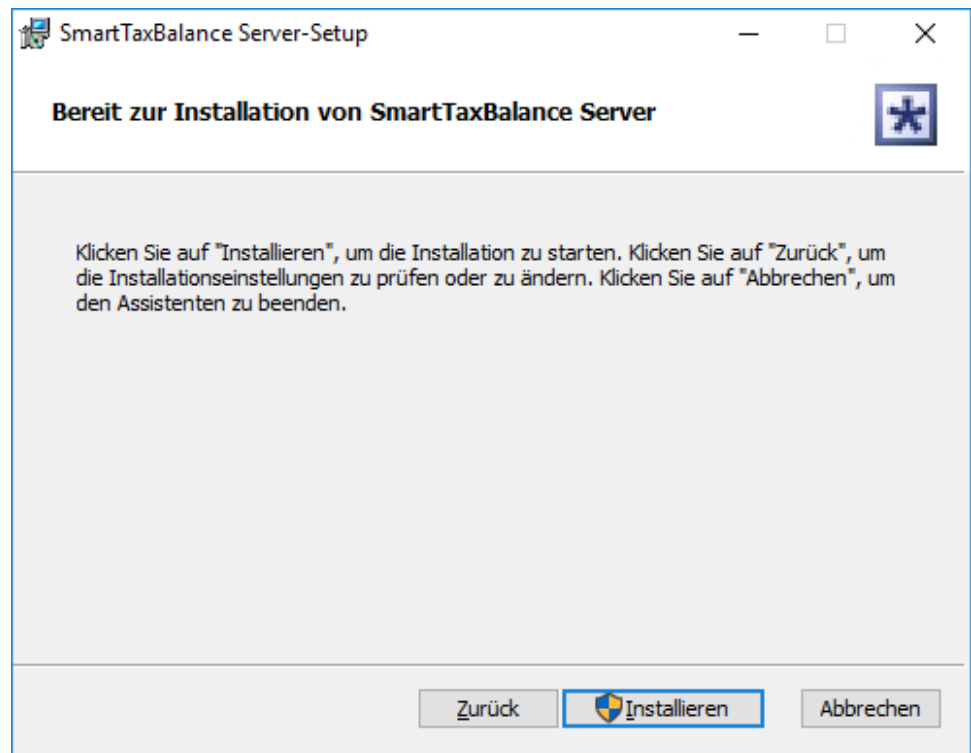 SmartTaxBalance Server-Setup
Bereit zur Installation von SmartTaxBalance Server
Klicken Sie auf "Installieren", um die Installation zu starten. Klicken Sie auf "Zurück", um
die Installationseinstellungen zu prüfen oder zu ändern. Klicken Sie auf "Abbrechen", um
den Assistenten zu beenden.
Zurück Installieren Abbrechen